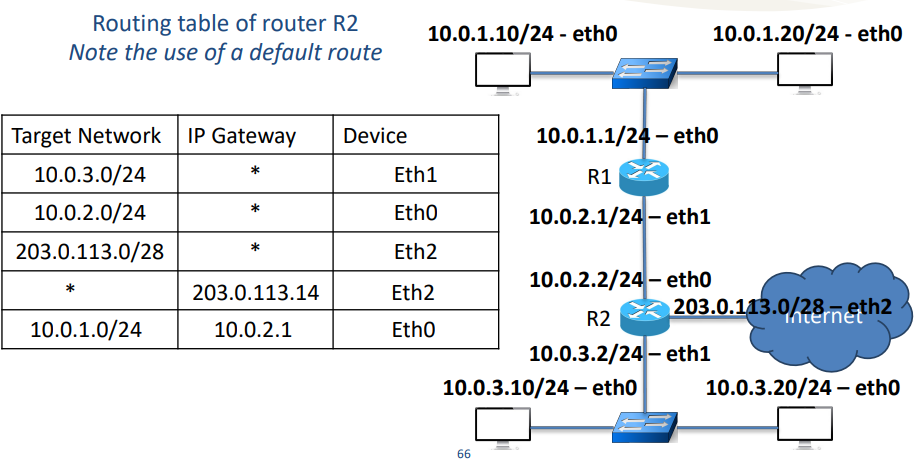 Routing table of router R2
Note the use of a default route
Target Network IP Gateway Device
10.0.3.0/24 * Eth1
10.0.2.0/24 * Eth0
203.0.113.0/28 * Eth2
* 203.0.113.14 Eth2
10.0.1.0/24 10.0.2.1 Eth0
10.0.1.10/24 - eth0
10.0.1.20/24 - eth0
10.0.1.1/24 – eth0
R1
10.0.2.1/24 – eth1
10.0.2.2/24 – eth0
R2
203.0.113.0/28 – eth2
Internet
10.0.3.2/24 – eth1
10.0.3.10/24 – eth0
10.0.3.20/24 – eth0
66